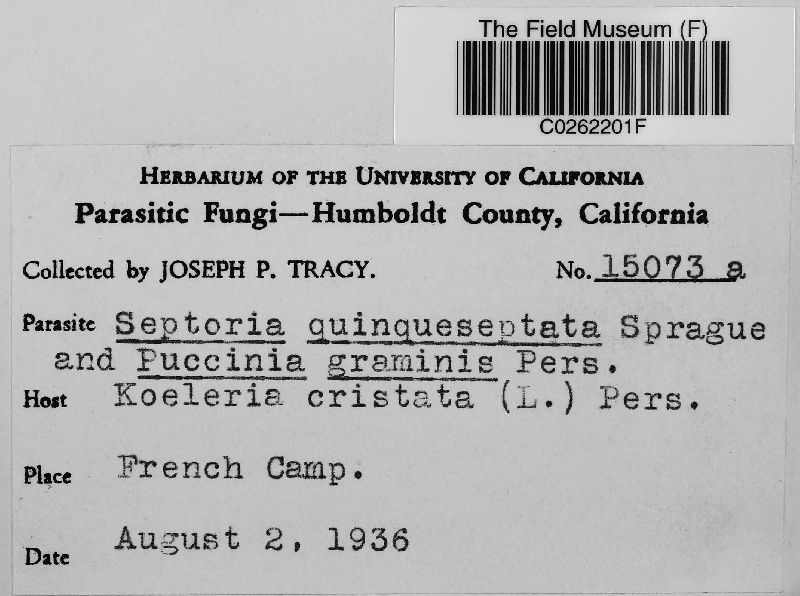 The Field Museum (F)
C0262201F
HERBARIUM OF THE UNIVERSITY OF CALIFORNIA
Parasitic Fungi—Humboldt County, California
Collected by JOSEPH P. TRACY. No. 15073 a
Parasite Septoria quinqueseptata Sprague
and Puccinia graminis Pers.
Host Koeleria cristata (L.) Pers.
Place French Camp.
Date August 2, 1936